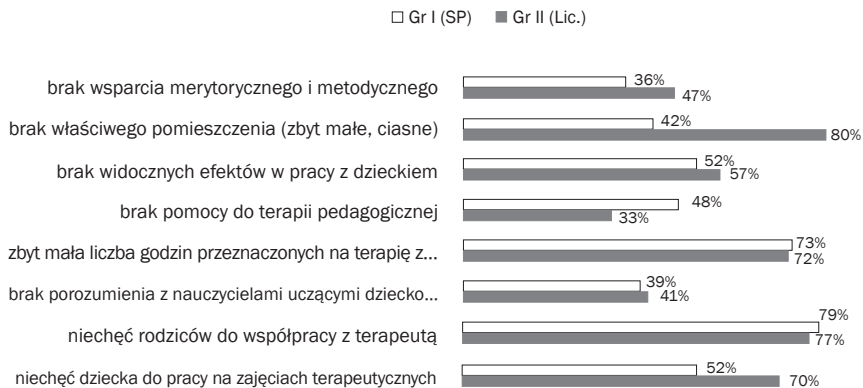 Gr I (SP) Gr II (Lic.)
brak wsparcia merytorycznego i metodycznego
36%
47%
brak właściwego pomieszczenia (zbyt małe, ciasne)
42%
80%
brak widocznych efektów w pracy z dzieckiem
52%
57%
brak pomocy do terapii pedagogicznej
48%
33%
zbyt mała liczba godzin przeznaczonych na terapię z...
73%
72%
brak porozumienia z nauczycielami uczącymi dziecko...
39%
41%
niechęć rodziców do współpracy z terapeutą
79%
77%
niechęć dziecka do pracy na zajęciach terapeutycznych
52%
70%